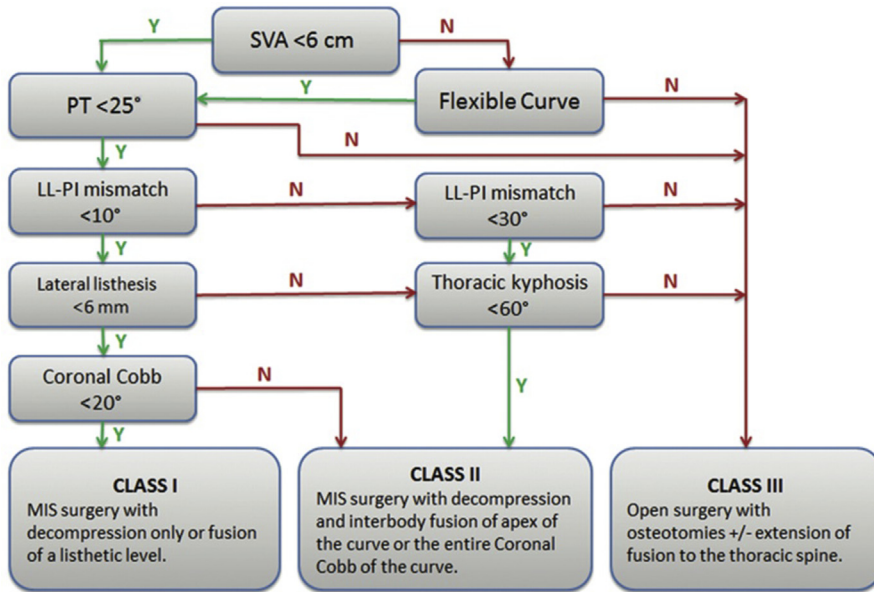 Y
SVA <6 cm
N
PT <25°
Y
Flexible Curve
N
N
Y
LL-PI mismatch
<10°
N
LL-PI mismatch
<30°
N
Y
Y
Lateral listhesis
<6 mm
N
Thoracic kyphosis
<60°
N
Y
Coronal Cobb
<20°
N
Y
Y
CLASS I
MIS surgery with
decompression only or fusion
of a listhetic level.
CLASS II
MIS surgery with decompression
and interbody fusion of apex of
the curve or the entire Coronal
Cobb of the curve.
CLASS III
Open surgery with
osteotomies +/- extension of
fusion to the thoracic spine.